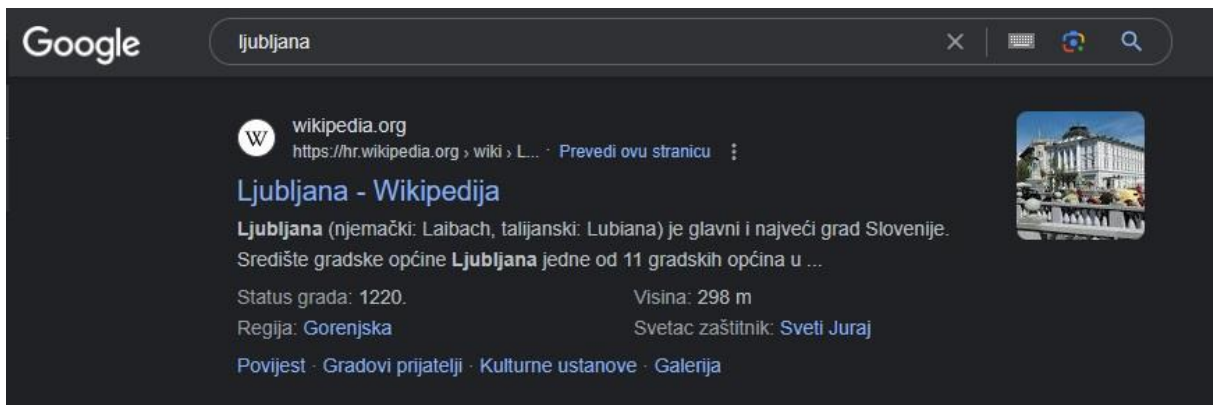 Google
ljubljana
W
wikipedia.org
https://hr.wikipedia.org › wiki › L... · Prevedi ovu stranicu
Ljubljana - Wikipedija
Ljubljana (njemački: Laibach, talijanski: Lubiana) je glavni i najveći grad Slovenije.
Središte gradske općine Ljubljana jedne od 11 gradskih općina u ...
Status grada: 1220. Visina: 298 m
Regija: Gorenjska Svetac zaštitnik: Sveti Juraj
Povijest · Gradovi prijatelji · Kulturne ustanove · Galerija